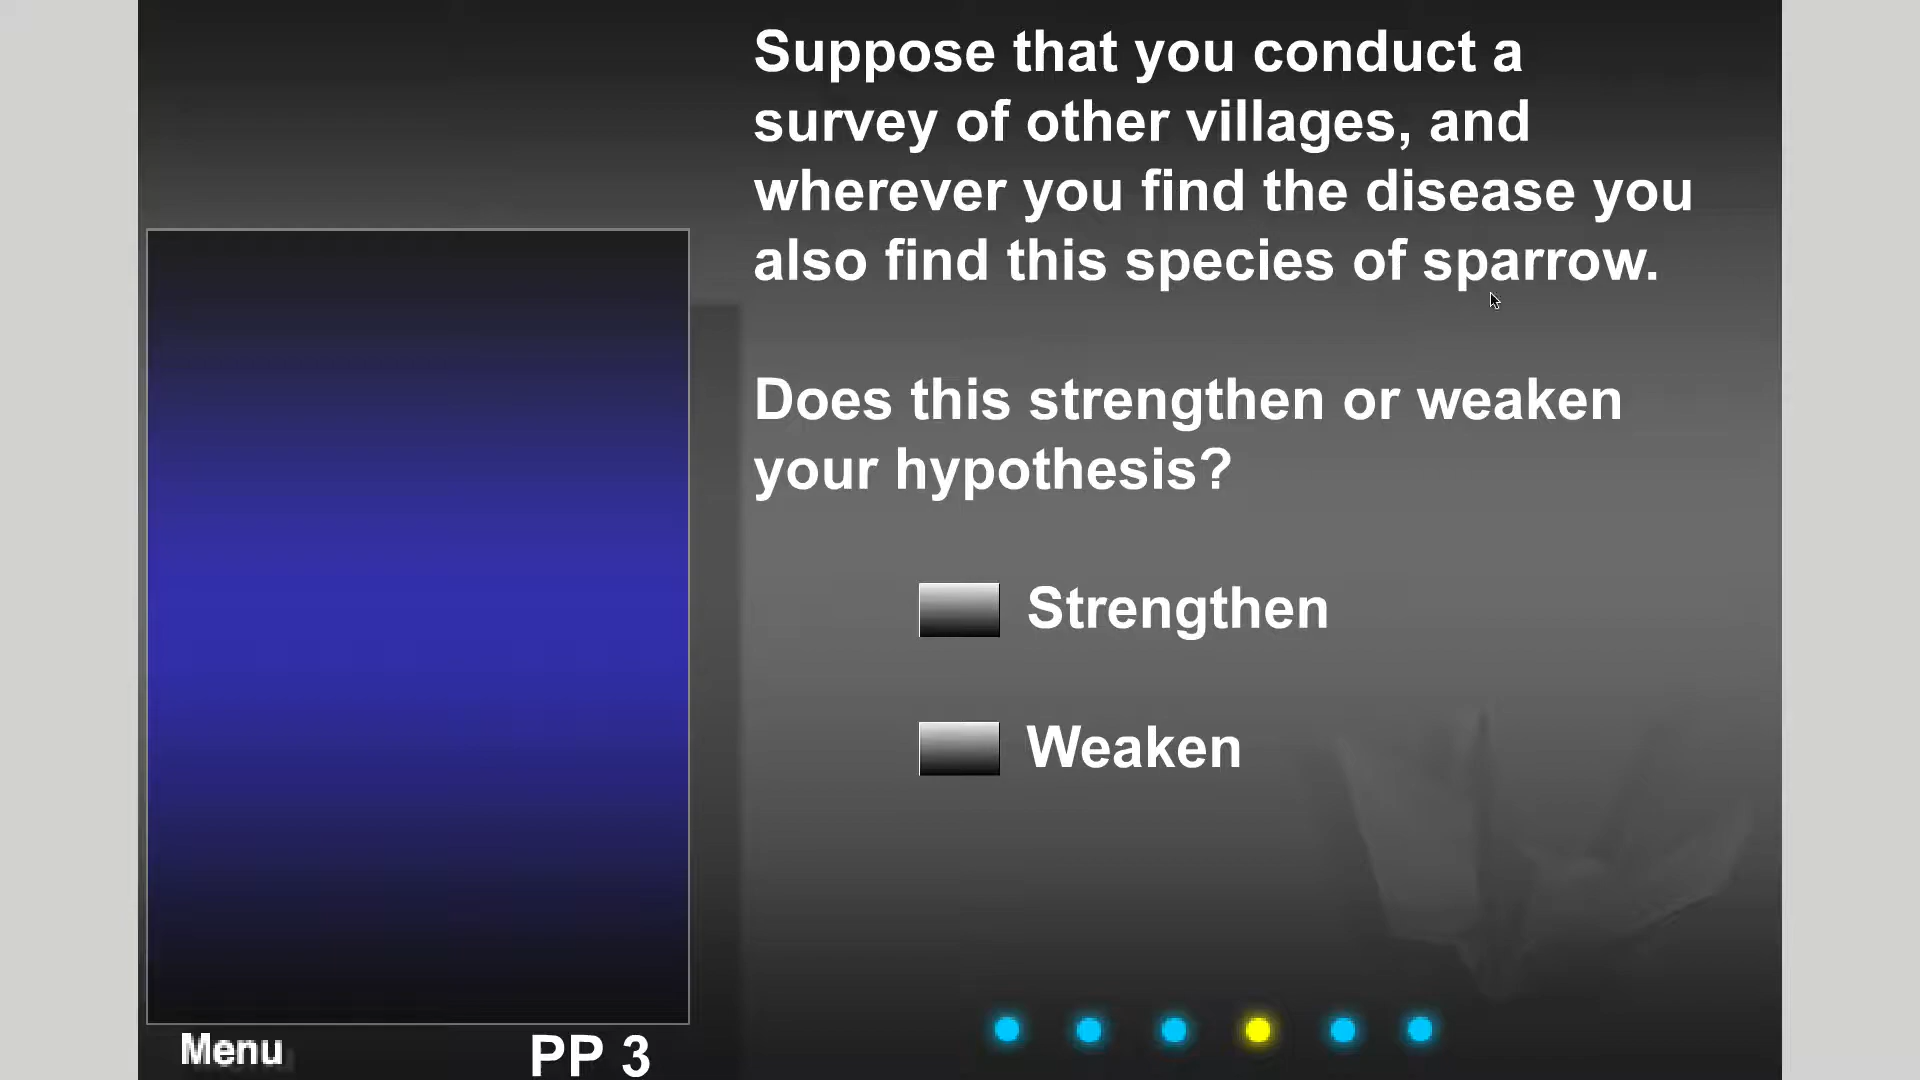 Suppose that you conduct a
survey of other villages, and
wherever you find the disease you
also find this species of sparrow.
Does this strengthen or weaken
your hypothesis?
Strengthen
Weaken
Menu
PP 3